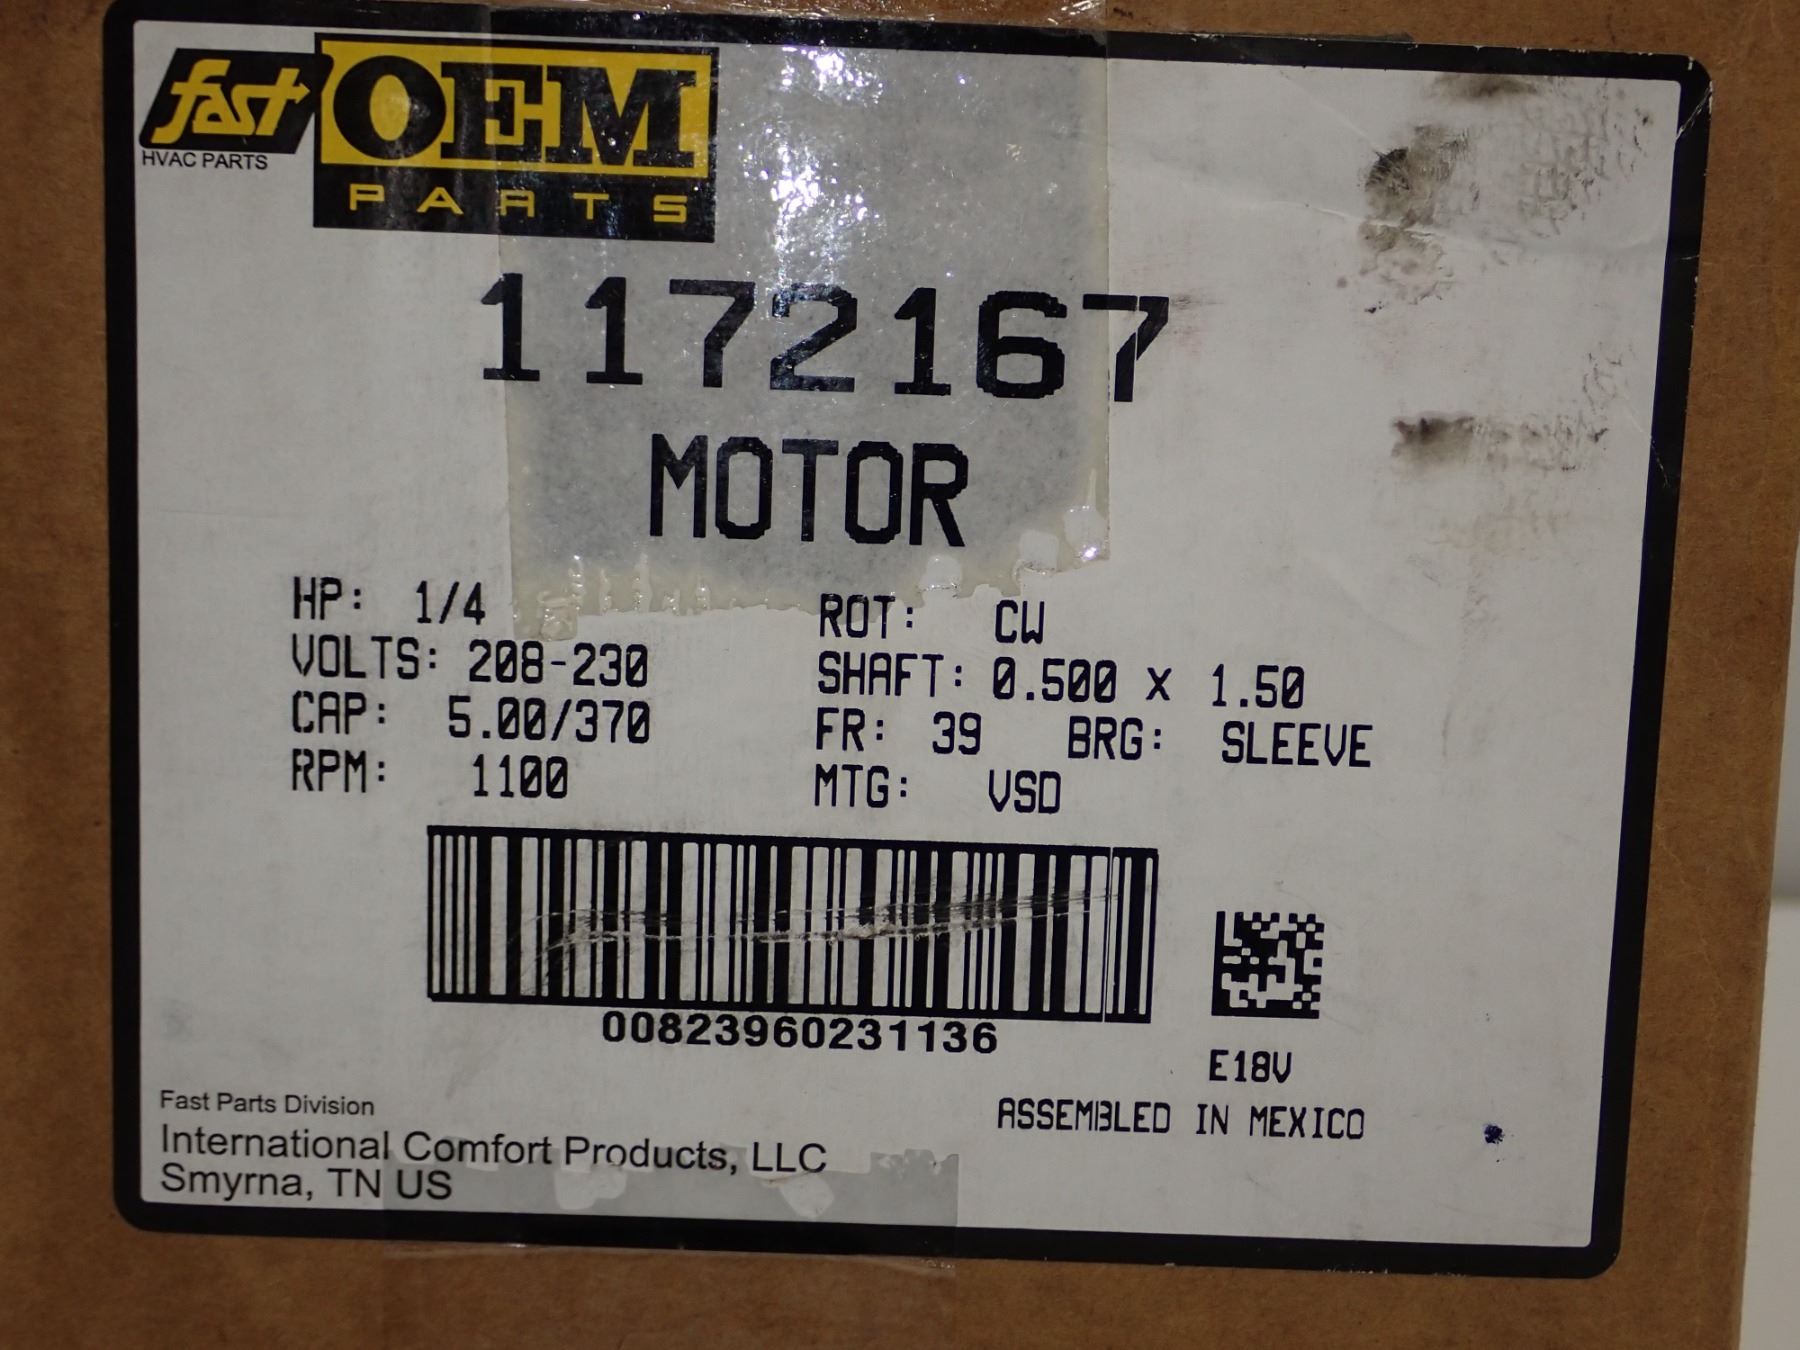 fast OEM
HVAC PARTS
PARTS
1172167
MOTOR
HP: 1/4
VOLTS: 208-230
CAP: 5.00/370
RPM: 1100
ROT: CW
SHAFT: 0.500 X 1.50
FR: 39 BRG: SLEEVE
MTG: VSD
00823960231136
E18V
ASSEMBLED IN MEXICO
Fast Parts Division
International Comfort Products, LLC
Smyrna, TN US